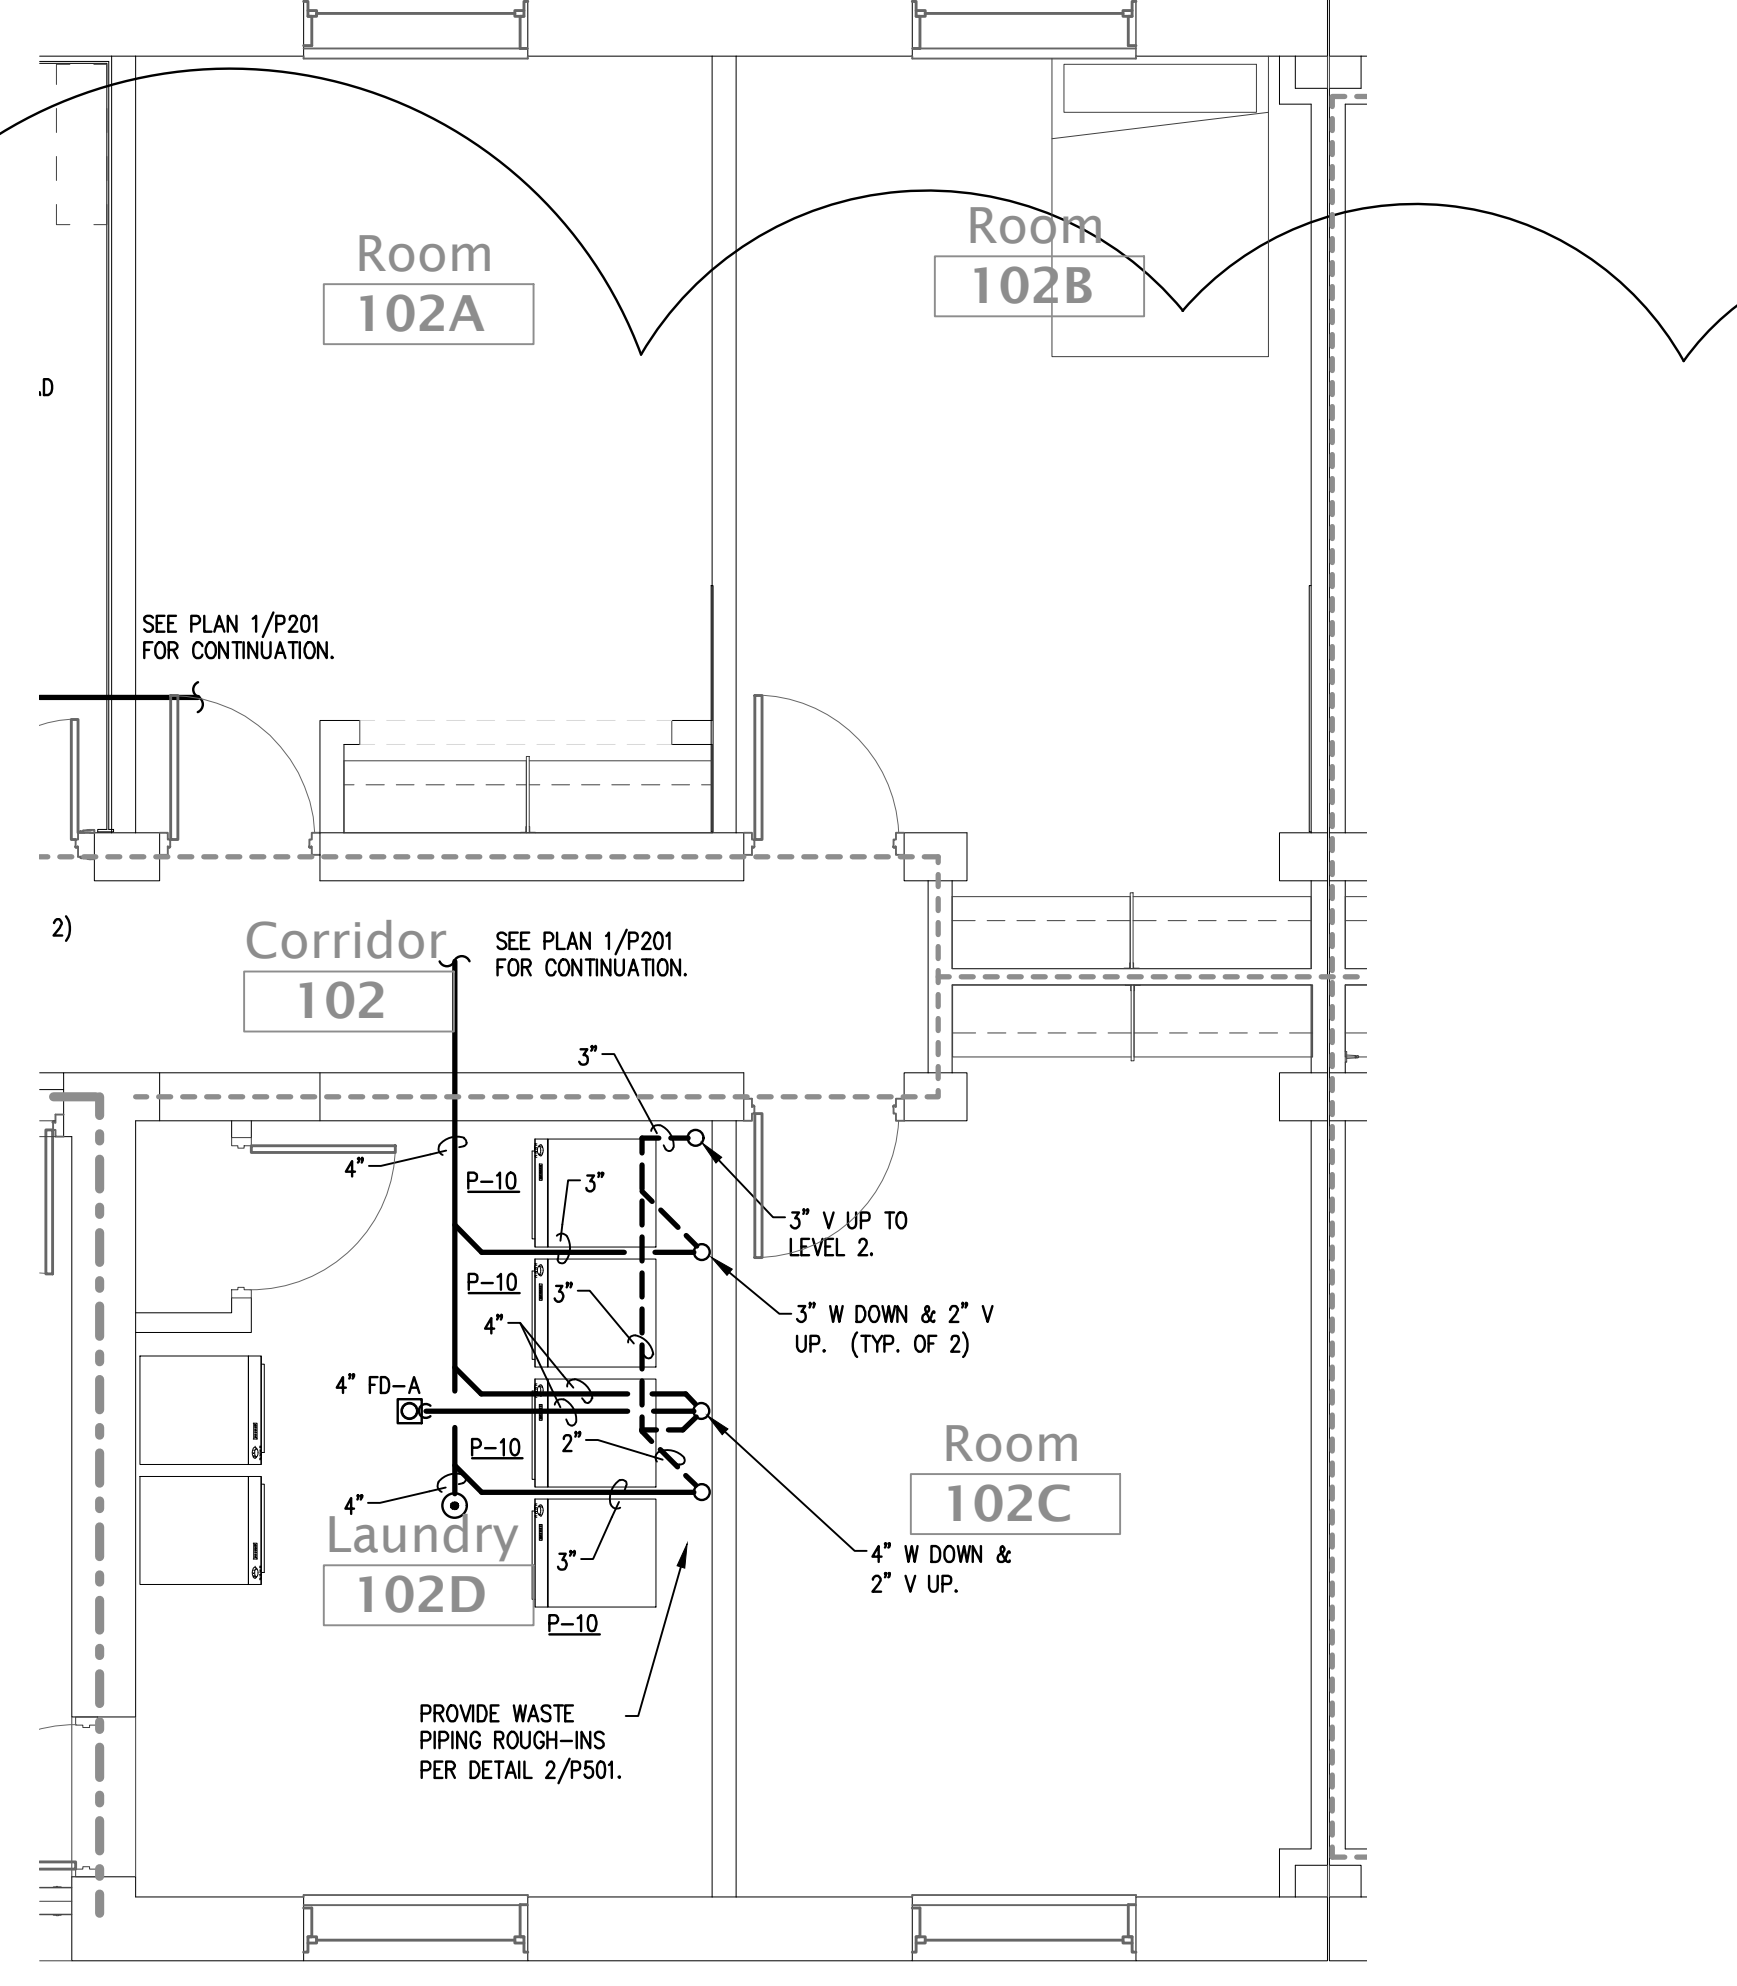 Room
102A
Room
102B
SEE PLAN 1/P201
FOR CONTINUATION.
2)
Corridor
102
SEE PLAN 1/P201
FOR CONTINUATION.
3"
4"
P-10
3"
3" V UP TO
LEVEL 2.
P-10
3"
4"
3" W DOWN & 2" V
UP. (TYP. OF 2)
4" FD-A
P-10
2"
Room
102C
4"
Laundry
102D
3"
4" W DOWN &
2" V UP.
P-10
PROVIDE WASTE
PIPING ROUGH-INS
PER DETAIL 2/P501.